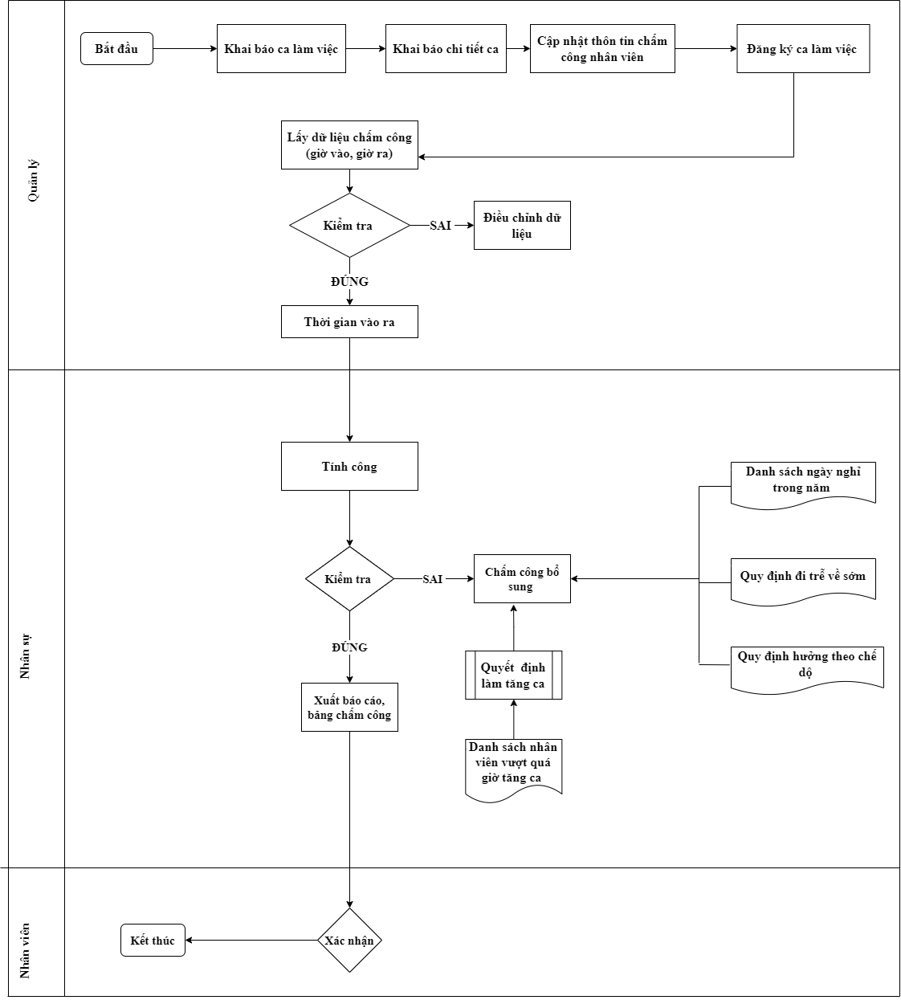 Bắt đầu
Khai báo ca làm việc
Khai báo chi tiết ca
Cập nhật thôn tin chấm
công nhân viên
Đăng ký ca làm việc
Quản lý
Lấy dữ liệu chấm công
(giờ vào, giờ ra)
Kiểm tra
SAI
Điều chỉnh dữ
liệu
ĐÚNG
Thời gian vào ra
Nhân sự
Tính công
Danh sách ngày nghỉ
trong năm
Kiểm tra
SAI
Chấm công bổ
sung
Quy định đi trễ về sớm
ĐÚNG
Quyết định
làm tăng ca
Quy định hưởng theo chế
dộ
Xuất báo cáo,
bảng chấm công
Danh sách nhân
viên vượt quá
giờ tăng ca
Nhân viên
Kết thúc
Xác nhận